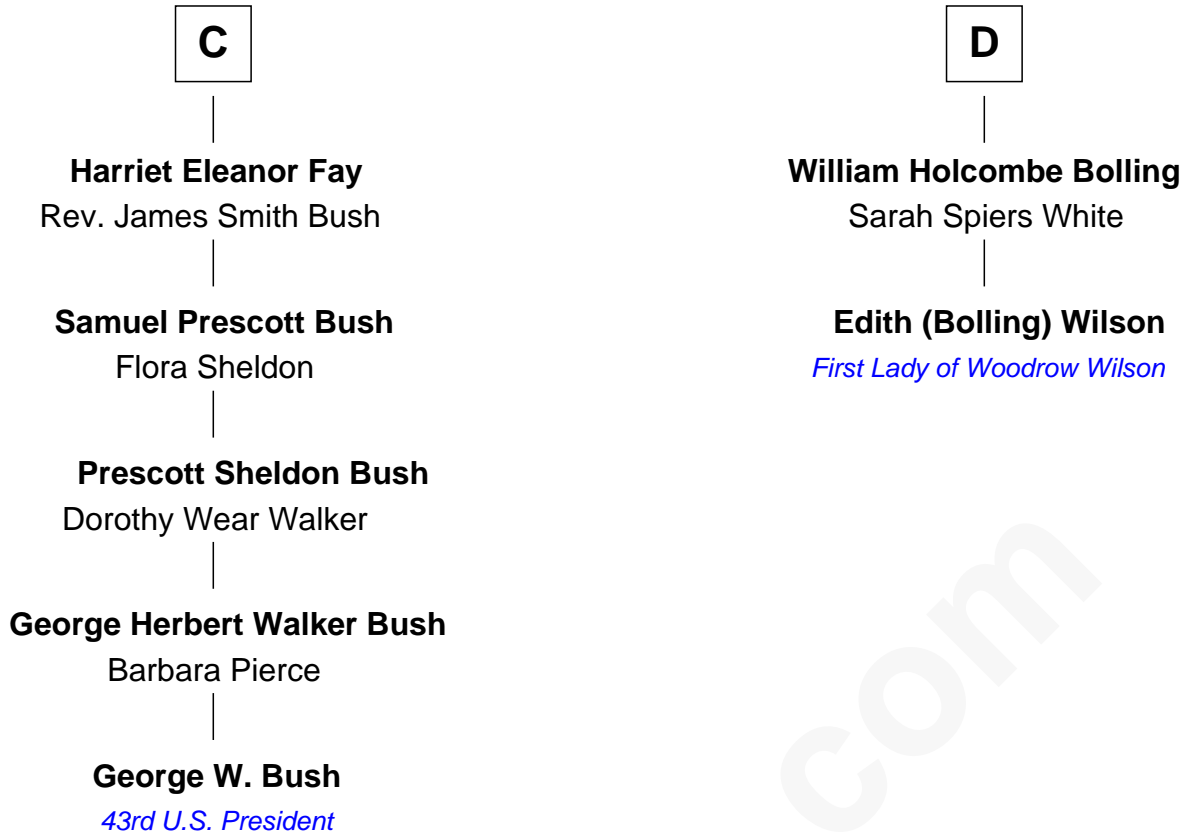 C
Harriet Eleanor Fay
Rev. James Smith Bush
Samuel Prescott Bush
Flora Sheldon
Prescott Sheldon Bush
Dorothy Wear Walker
George Herbert Walker Bush
Barbara Pierce
George W. Bush
43rd U.S. President
D
William Holcombe Bolling
Sarah Spiers White
Edith (Bolling) Wilson
First Lady of Woodrow Wilson
com